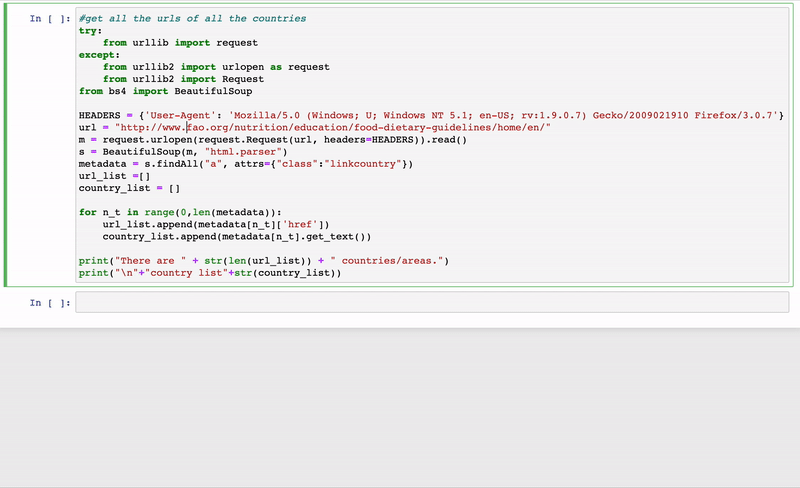 In [ ]: #get all the urls of all the countries
try:
    from urllib import request
except:
    from urllib2 import urlopen as request
    from urllib2 import Request
from bs4 import BeautifulSoup
HEADERS = {'User-Agent': 'Mozilla/5.0 (Windows; U; Windows NT 5.1; en-US; rv:1.9.0.7) Gecko/2009021910 Firefox/3.0.7'}
url = "http://www.fao.org/nutrition/education/food-dietary-guidelines/home/en/"
m = request.urlopen(request.Request(url, headers=HEADERS)).read()
s = BeautifulSoup(m, "html.parser")
metadata = s.findAll("a", attrs={"class":"linkcountry"})
url_list =[]
country_list = []
for n_t in range(0,len(metadata)):
    url_list.append(metadata[n_t]['href'])
    country_list.append(metadata[n_t].get_text())
print("There are " + str(len(url_list)) + " countries/areas.")
print("\n"+"country list"+str(country_list))
In [ ]: